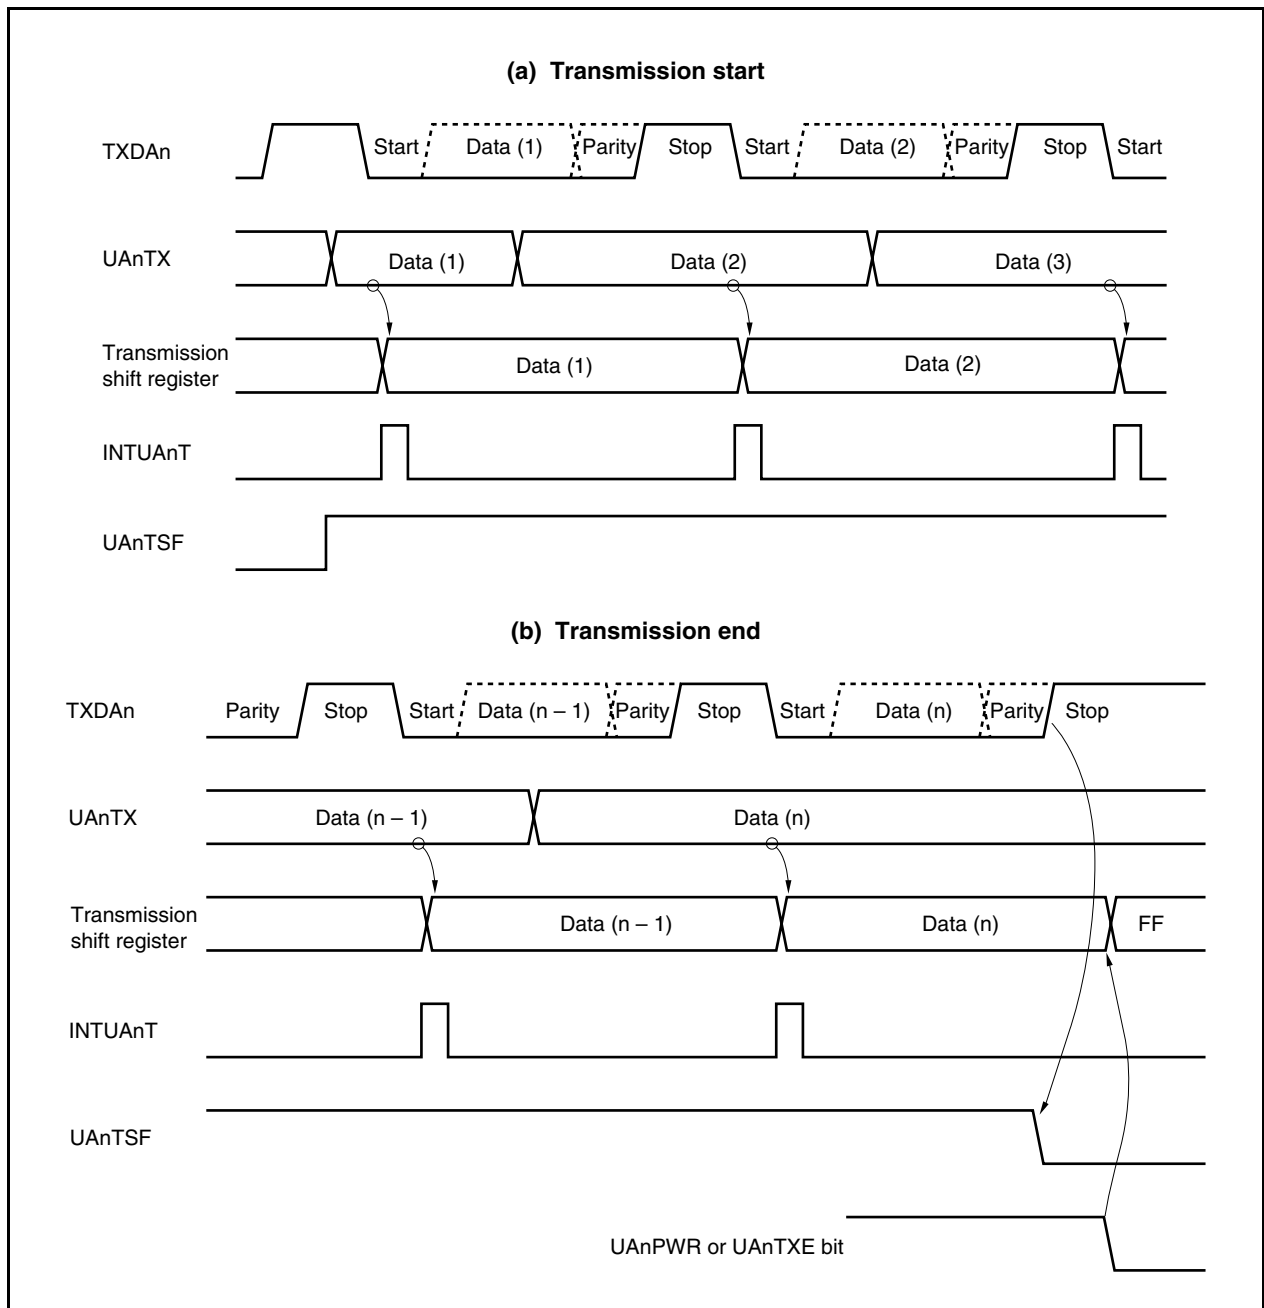 (a) Transmission start
TXDAn
Start Data (1) Parity Stop Start Data (2) Parity Stop Start
UAnTX
Data (1) Data (2) Data (3)
Transmission
shift register
Data (1) Data (2)
INTUAnT
UAnTSF
(b) Transmission end
TXDAn
Parity Stop Start Data (n – 1) Parity Stop Start Data (n) Parity Stop
UAnTX
Data (n – 1) Data (n)
Transmission
shift register
Data (n – 1) Data (n) FF
INTUAnT
UAnTSF
UAnPWR or UAnTXE bit